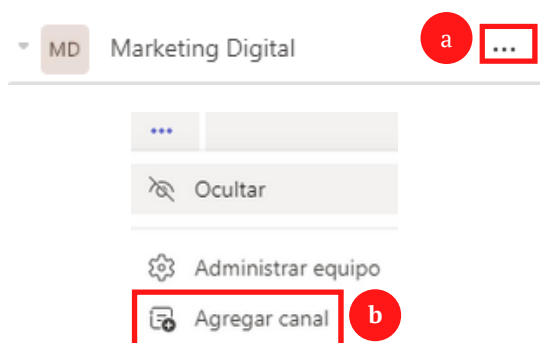 MD Marketing Digital a ...
...
Ocultar
Administrar equipo
Agregar canal b